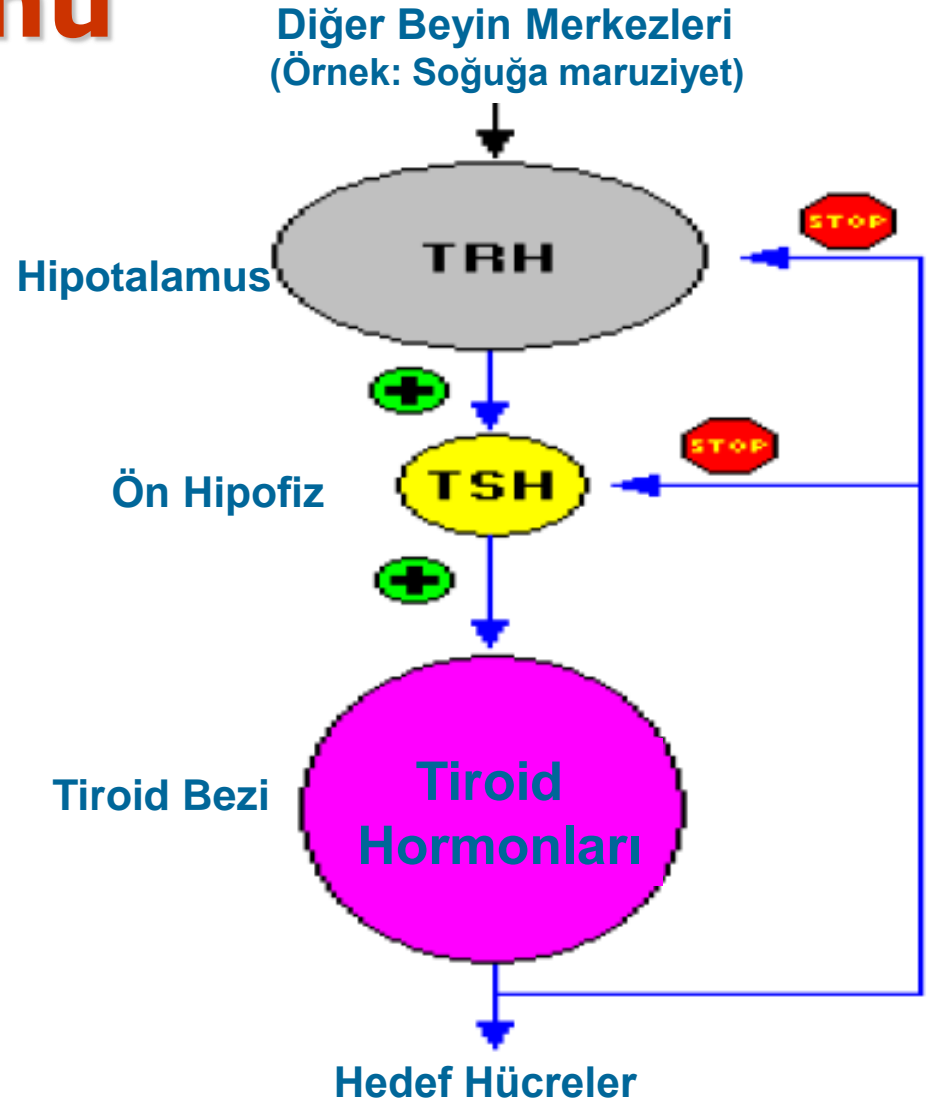 Diğer Beyin Merkezleri
(Örnek: Soğuğa maruziyet)
STOP
TRH
Hipotalamus
STOP
TSH
Ön Hipofiz
Tiroid
Hormonları
Tiroid Bezi
Hedef Hücreler